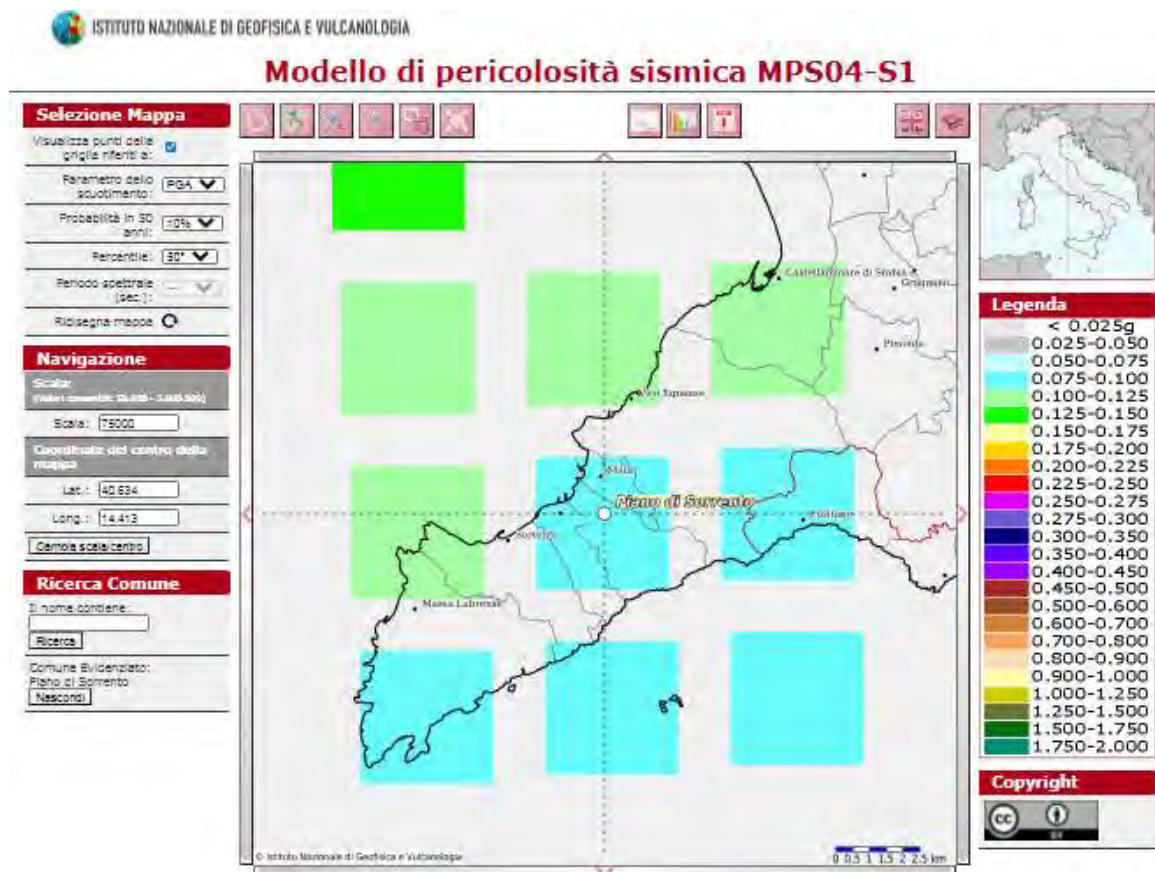 ISTITUTO NAZIONALE DI GEOFISICA E VULCANOLOGIA
Modello di pericolosità sismica MPS04-S1
Selezione Mappa
Visualizza punti della
griglia riferiti a:
Parametro dello
scuotimento: PGA
Probabilità in 50
anni: 10%
Percentile: 50°
Periodo spettrale
(sec.): --
Ridisegna mappa
Navigazione
Scala:
Scala: 75000
Coordinate del centro della
mappa
Lat.: 40.634
Long.: 14.413
Cambia scala/centro
Ricerca Comune
Il nome contiene:
Ricerca
Comune Evidenziato:
Piano di Sorrento
Nascondi
Castellammare di Stabia
Gragnano
Pimonte
Vico Equense
Meta
Piano di Sorrento
Positano
Sorrento
Massa Lubrense
© Istituto Nazionale di Geofisica e Vulcanologia
0 0.5 1 1.5 2 2.5 km
Legenda
< 0.025g
0.025-0.050
0.050-0.075
0.075-0.100
0.100-0.125
0.125-0.150
0.150-0.175
0.175-0.200
0.200-0.225
0.225-0.250
0.250-0.275
0.275-0.300
0.300-0.350
0.350-0.400
0.400-0.450
0.450-0.500
0.500-0.600
0.600-0.700
0.700-0.800
0.800-0.900
0.900-1.000
1.000-1.250
1.250-1.500
1.500-1.750
1.750-2.000
Copyright
cc
BY